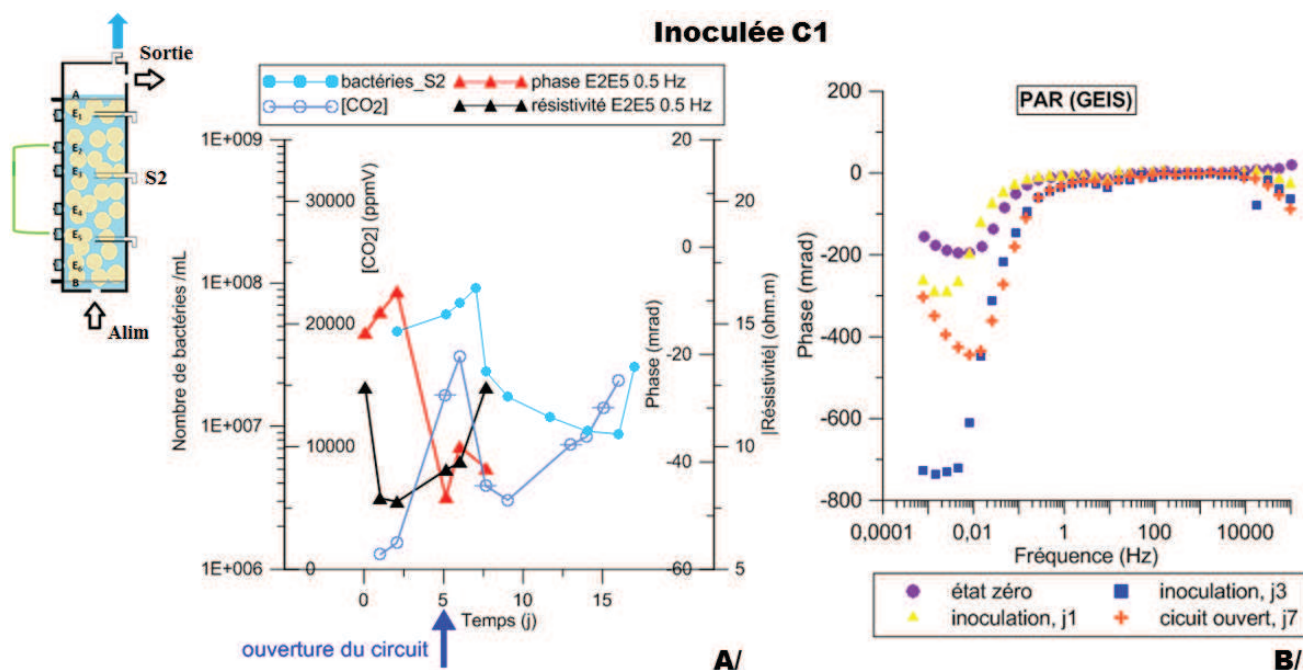 Inoculée C1
Sortie
A
E1
E2
E3
S2
E4
E5
E6
B
Alim
bactéries_S2
phase E2E5 0.5 Hz
[CO2]
résistivité E2E5 0.5 Hz
1E+009
1E+008
1E+007
1E+006
Nombre de bactéries /mL
30000
20000
10000
0
[CO2] (ppmV)
20
0
-20
-40
-60
Phase (mrad)
20
15
10
5
|Résistivité| (ohm.m)
0
5
10
15
Temps (j)
ouverture du circuit
A/
PAR (GEIS)
200
0
-200
-400
-600
-800
Phase (mrad)
0,0001
0,01
1
100
10000
Fréquence (Hz)
état zéro
inoculation, j3
inoculation, j1
cicuit ouvert, j7
B/